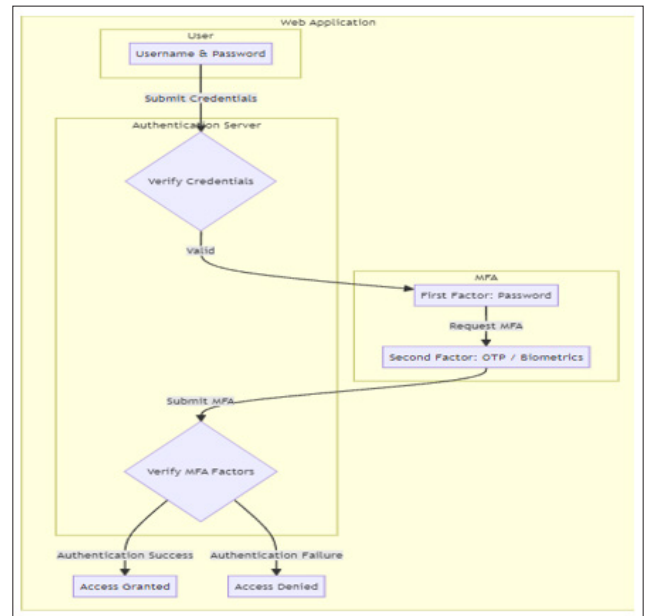 Web Application
User
Username & Password
Submit Credentials
Authentication Server
Verify Credentials
Valid
MFA
First Factor: Password
Request MFA
Second Factor: OTP / Biometrics
Submit MFA
Verify MFA Factors
Authentication Success
Authentication Failure
Access Granted
Access Denied